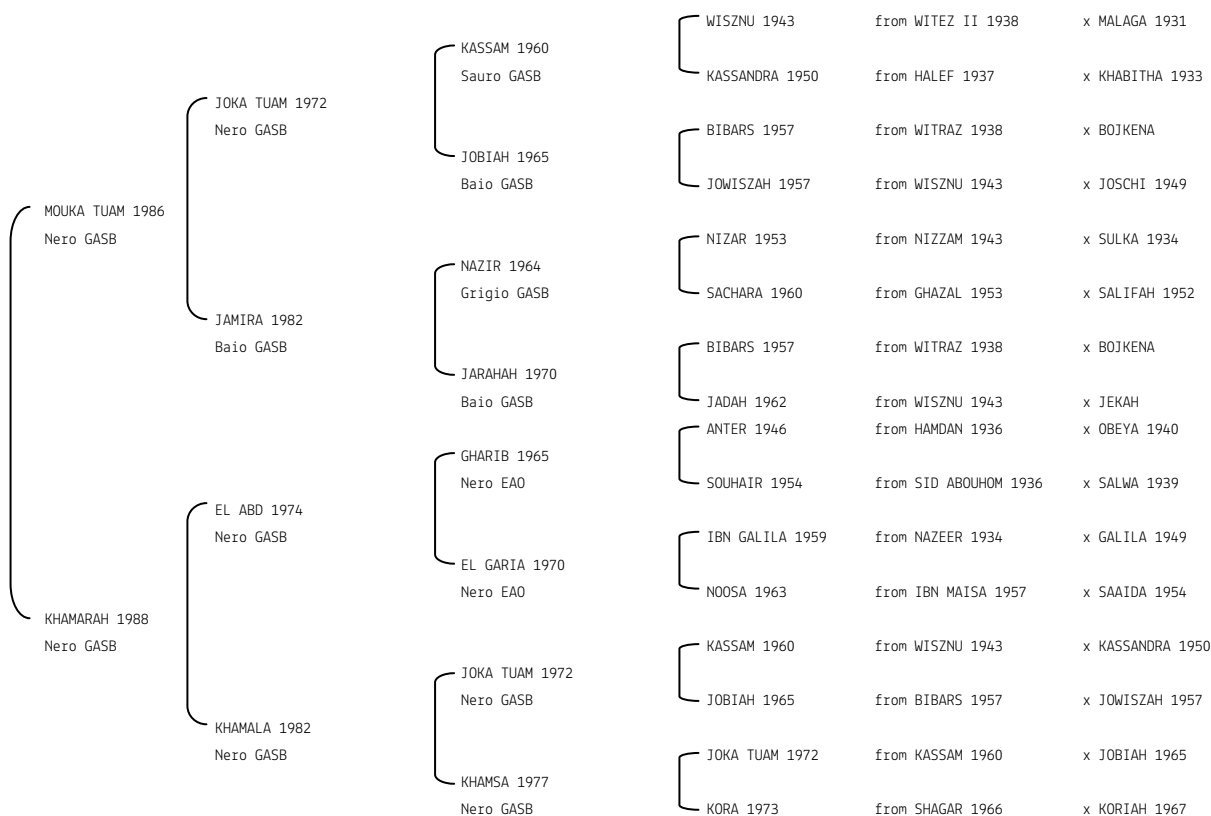 WISZNU 1943 from WITEZ II 1938 x MALAGA 1931
KASSAM 1960
Sauro GASB KASSANDRA 1950 from HALEF 1937 x KHABITHA 1933
JOKA TUAM 1972
Nero GASB BIBARS 1957 from WITRAZ 1938 x BOJKENA
JOBIAH 1965
Baio GASB JOWISZAH 1957 from WISZNU 1943 x JOSCHI 1949
MOUKA TUAM 1986
Nero GASB NIZAR 1953 from NIZZAM 1943 x SULKA 1934
NAZIR 1964
Grigio GASB SACHARA 1960 from GHAZAL 1953 x SALIFAH 1952
JAMIRA 1982
Baio GASB BIBARS 1957 from WITRAZ 1938 x BOJKENA
JARAHAH 1970
Baio GASB JADAH 1962 from WISZNU 1943 x JEKAH
ANTER 1946 from HAMDAN 1936 x OBEYA 1940
GHARIB 1965
Nero EAO SOUHAIR 1954 from SID ABOUHOM 1936 x SALWA 1939
EL ABD 1974
Nero GASB IBN GALILA 1959 from NAZEER 1934 x GALILA 1949
EL GARIA 1970
Nero EAO NOOSA 1963 from IBN MAISA 1957 x SAAIDA 1954
KHAMARAH 1988
Nero GASB KASSAM 1960 from WISZNU 1943 x KASSANDRA 1950
JOKA TUAM 1972
Nero GASB JOBIAH 1965 from BIBARS 1957 x JOWISZAH 1957
KHAMALA 1982
Nero GASB JOKA TUAM 1972 from KASSAM 1960 x JOBIAH 1965
KHAMSA 1977
Nero GASB KORA 1973 from SHAGAR 1966 x KORIAH 1967